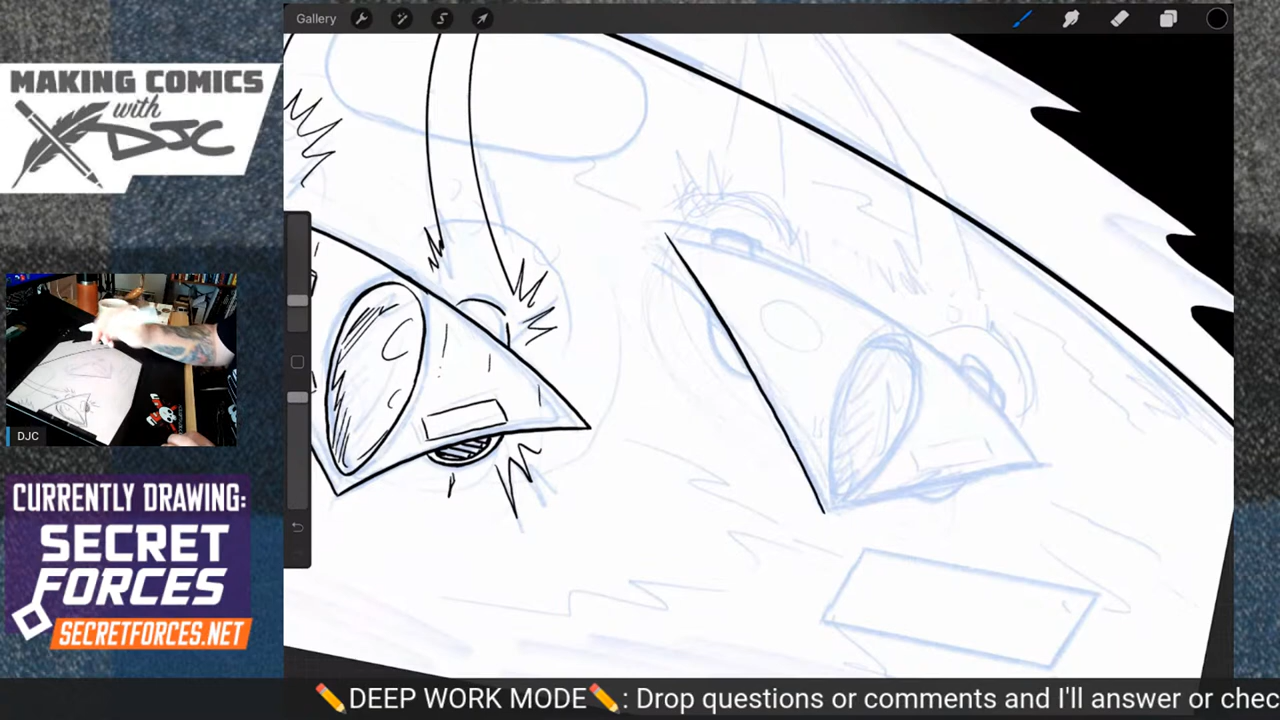 Gallery
MAKING COMICS
with
DJC
DJC
CURRENTLY DRAWING:
SECRET
FORCES
SECRETFORCES.NET
✏️DEEP WORK MODE✏️: Drop questions or comments and I'll answer or chec